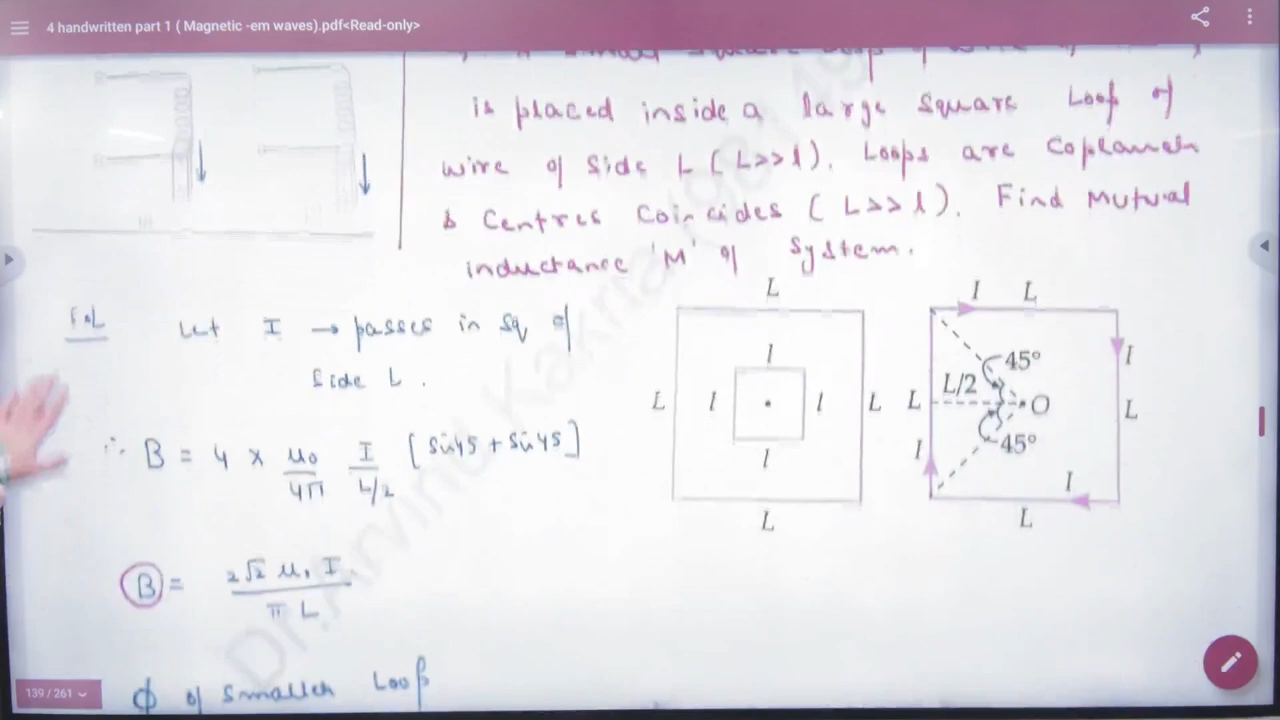 4 handwritten part 1 ( Magnetic -em waves).pdf<Read-only>
is placed inside a large square Loop of
wire of side L (L>>l). Loops are Coplanar
& Centres Coincides (L>>l). Find Mutual
inductance 'M' of System.
Let I → passes in sq of
side L.
∴ B = 4 × μ₀/4π I/L/2 [Sin45 + Sin45]
B = 2√2 μ₀ I / π L
ϕ of smaller Loop
L
l
L l l L
l
L
I L
45° I
L L/2 O L
I 45°
I
L
139 / 261